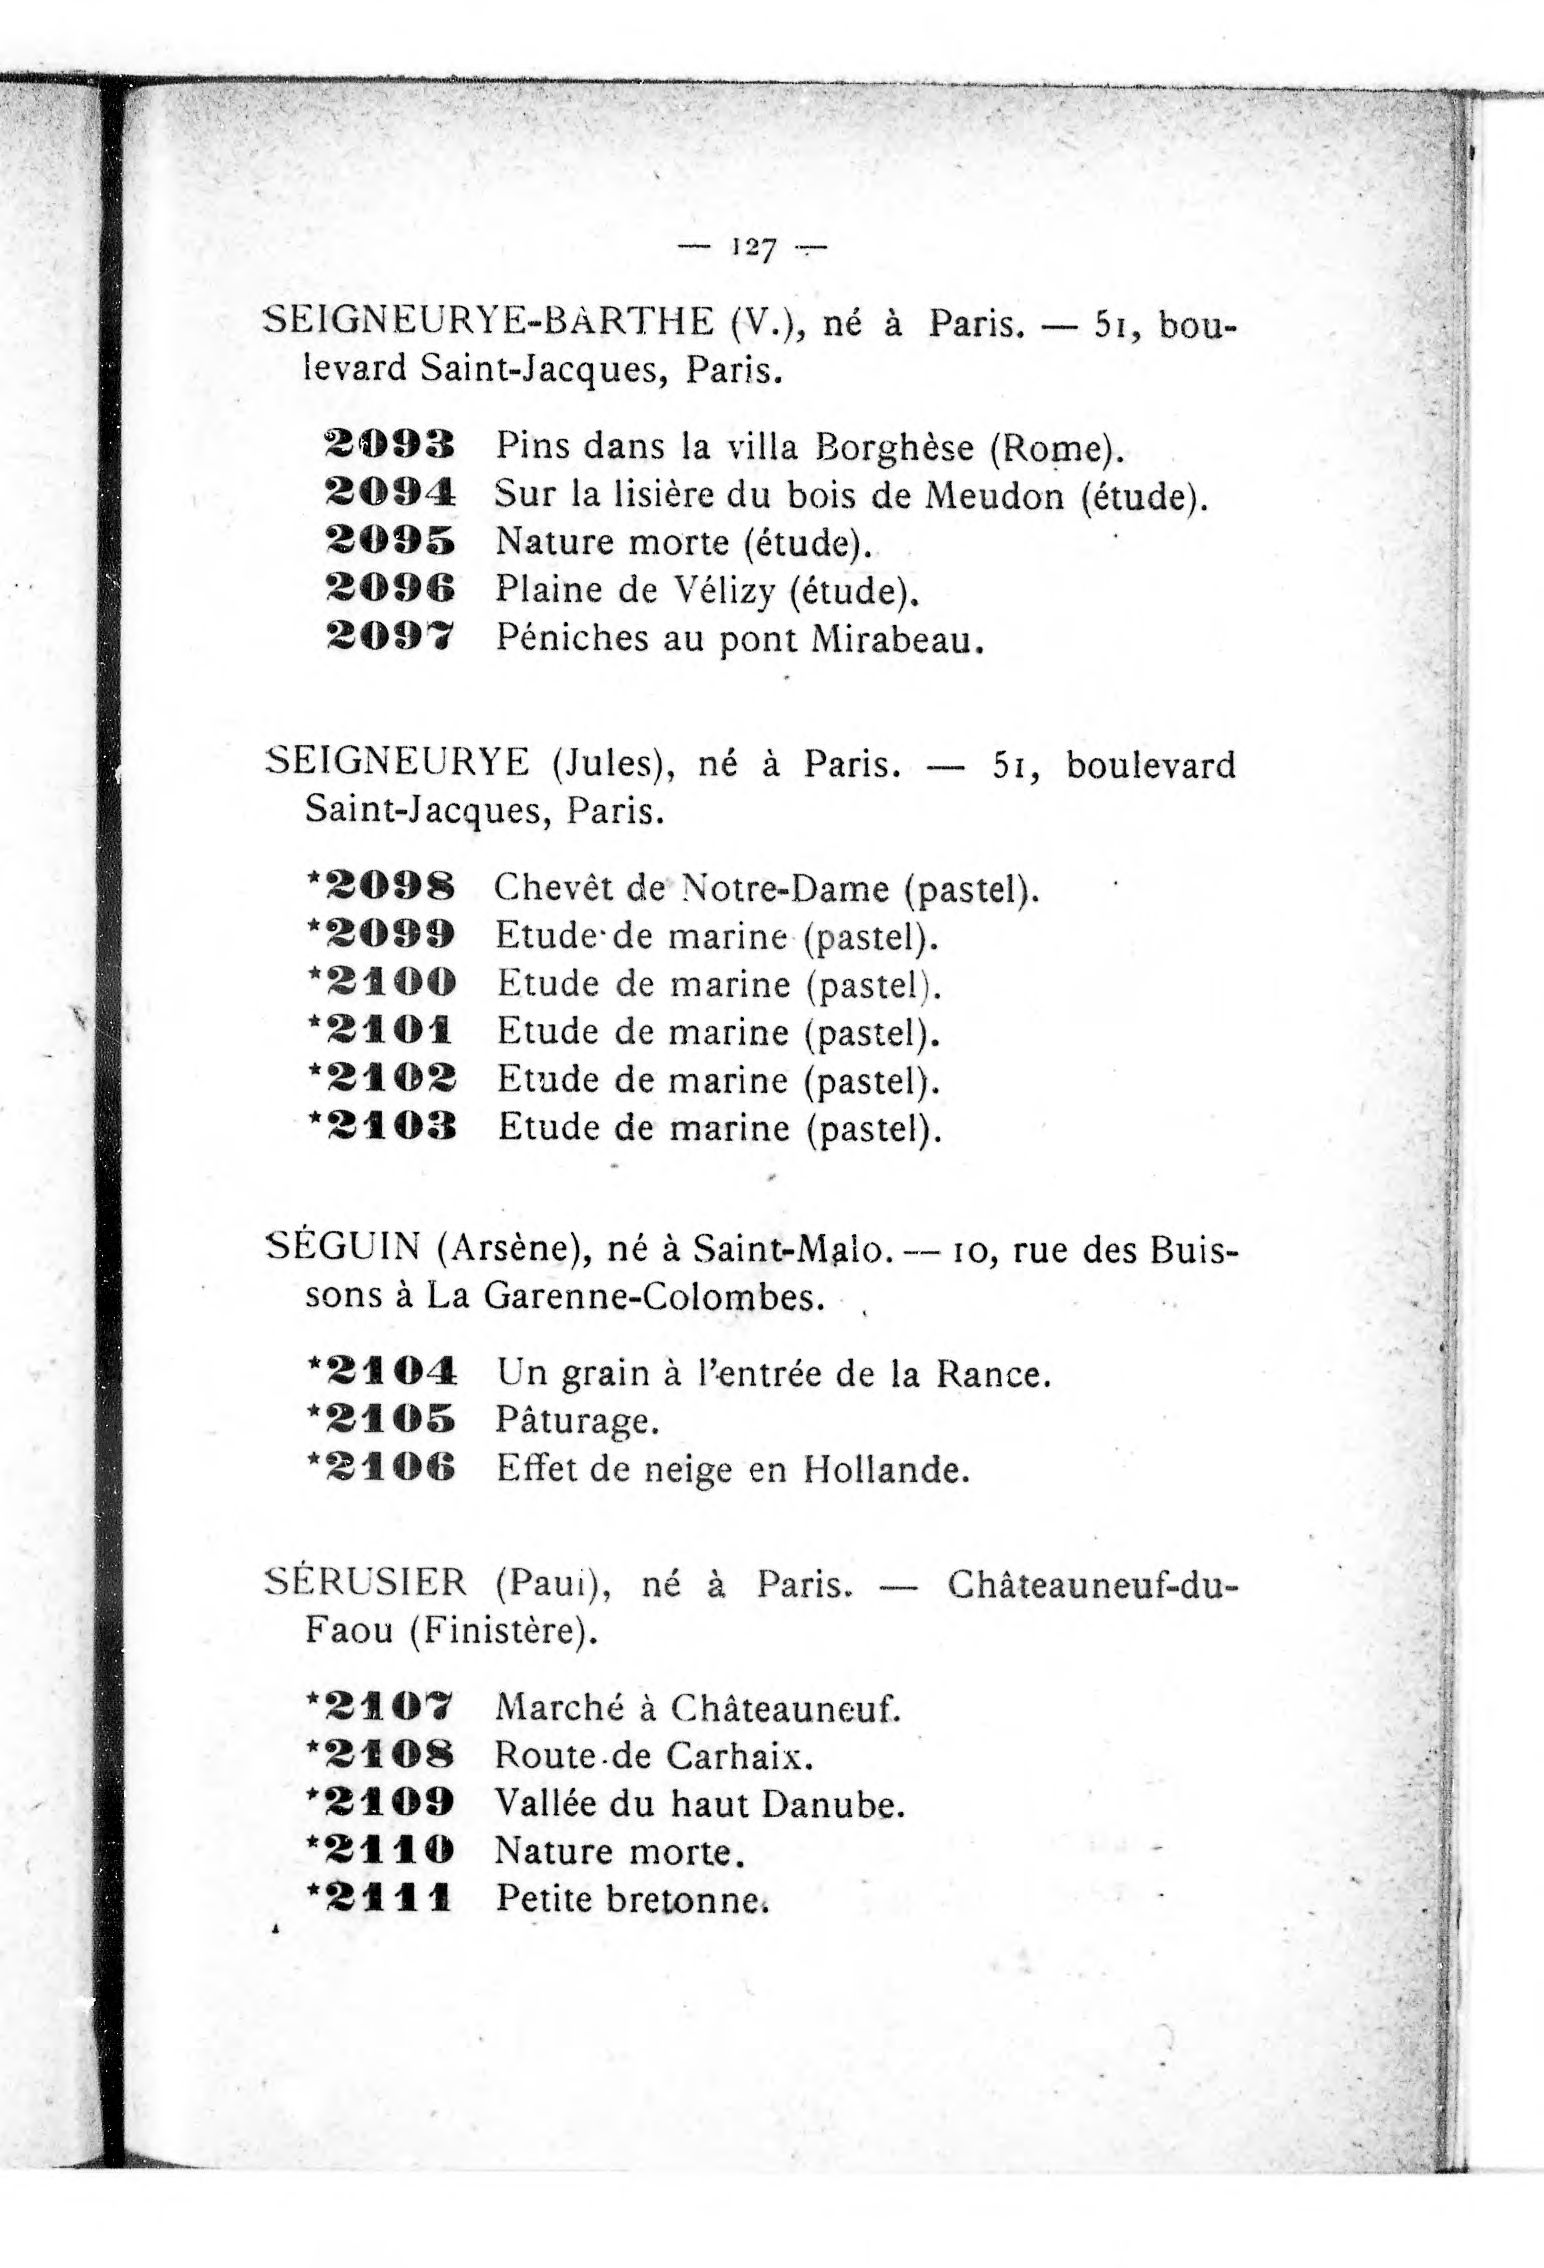 — 127 —
SEIGNEURYE-BARTHE (V.), né à Paris. — 51, bou-
levard Saint-Jacques, Paris.
2093 Pins dans la villa Borghèse (Rome).
2094 Sur la lisière du bois de Meudon (étude).
2095 Nature morte (étude).
2096 Plaine de Vélizy (étude).
2097 Péniches au pont Mirabeau.
SEIGNEURYE (Jules), né à Paris. — 51, boulevard
Saint-Jacques, Paris.
*2098 Chevêt de Notre-Dame (pastel).
*2099 Etude de marine (pastel).
*2100 Etude de marine (pastel).
*2101 Etude de marine (pastel).
*2102 Etude de marine (pastel).
*2103 Etude de marine (pastel).
SÉGUIN (Arsène), né à Saint-Malo. — 10, rue des Buis-
sons à La Garenne-Colombes.
*2104 Un grain à l'entrée de la Rance.
*2105 Pâturage.
*2106 Effet de neige en Hollande.
SÉRUSIER (Paul), né à Paris. — Châteauneuf-du-
Faou (Finistère).
*2107 Marché à Châteauneuf.
*2108 Route de Carhaix.
*2109 Vallée du haut Danube.
*2110 Nature morte.
*2111 Petite bretonne.